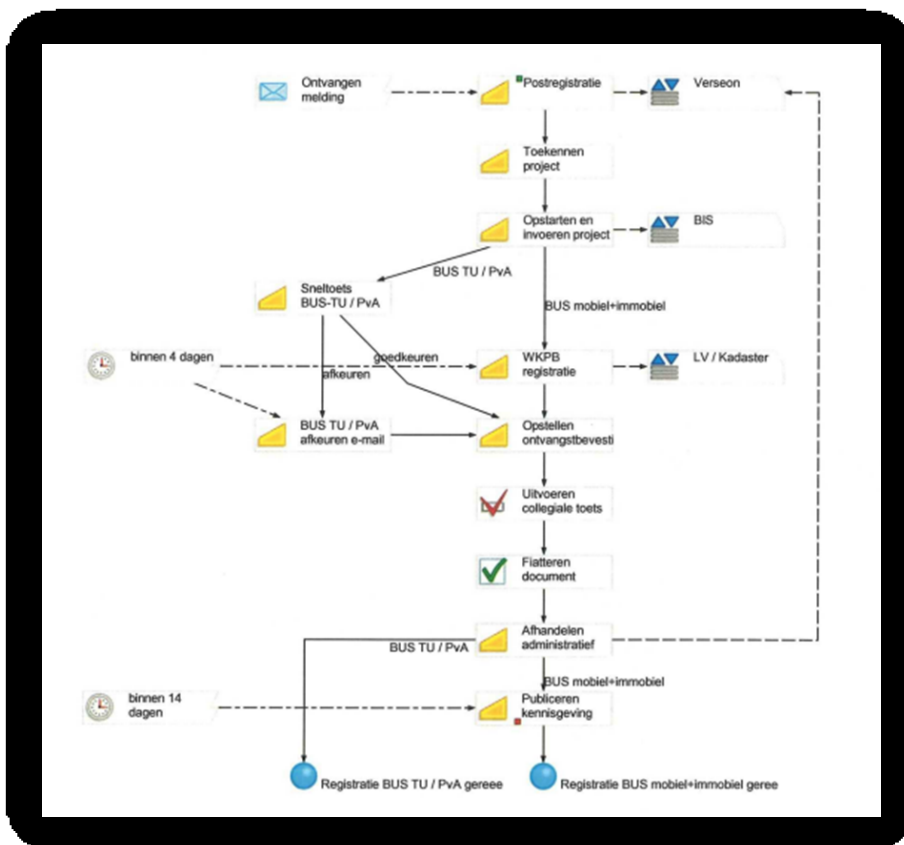 Ontvangen
melding
Postregistratie
Verseon
Toekennen
project
Opstarten en
invoeren project
BIS
BUS TU / PvA
Sneltoets
BUS-TU / PvA
BUS mobiel+immobiel
binnen 4 dagen
goedkeuren
afkeuren
WKPB
registratie
LV / Kadaster
BUS TU / PvA
afkeuren e-mail
Opstellen
ontvangstbevesti
Uitvoeren
collegiale toets
Fiatteren
document
Afhandelen
administratief
BUS TU / PvA
BUS mobiel+immobiel
binnen 14
dagen
Publiceren
kennisgeving
Registratie BUS TU / PvA gereee
Registratie BUS mobiel+immobiel geree